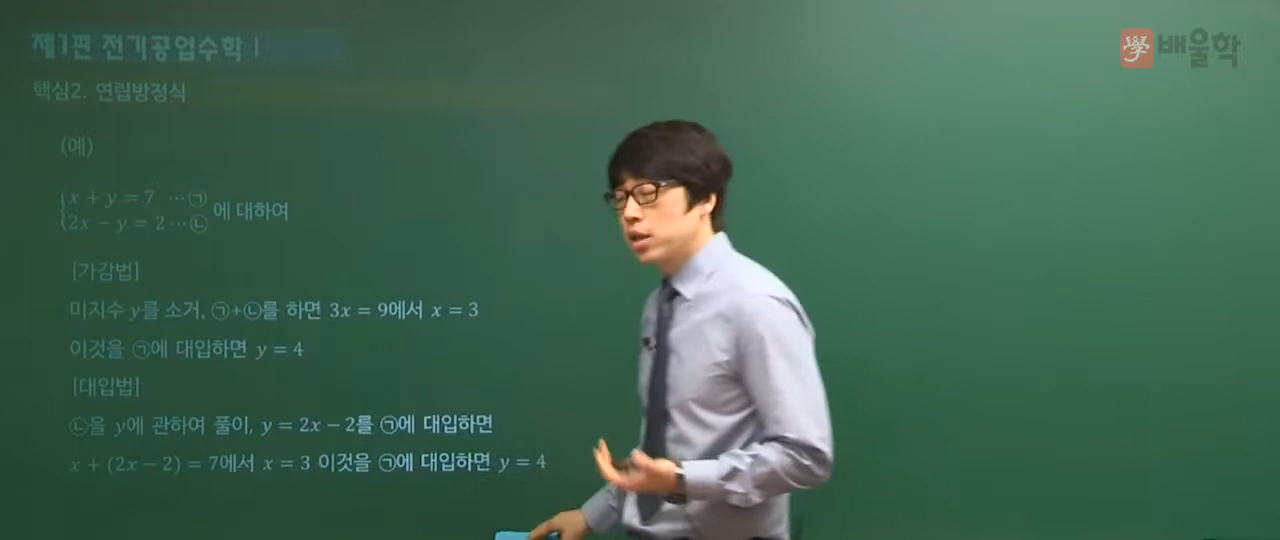 제1편 전기공업수학 I
學 배울학
핵심2. 연립방정식
(예)
x + y = 7 ⋯㉠
2x − y = 2⋯㉡
에 대하여
[가감법]
미지수 y를 소거, ㉠+㉡를 하면 3x = 9에서 x = 3
이것을 ㉠에 대입하면 y = 4
[대입법]
㉡을 y에 관하여 풀이, y = 2x − 2를 ㉠에 대입하면
x + (2x − 2) = 7에서 x = 3 이것을 ㉠에 대입하면 y = 4